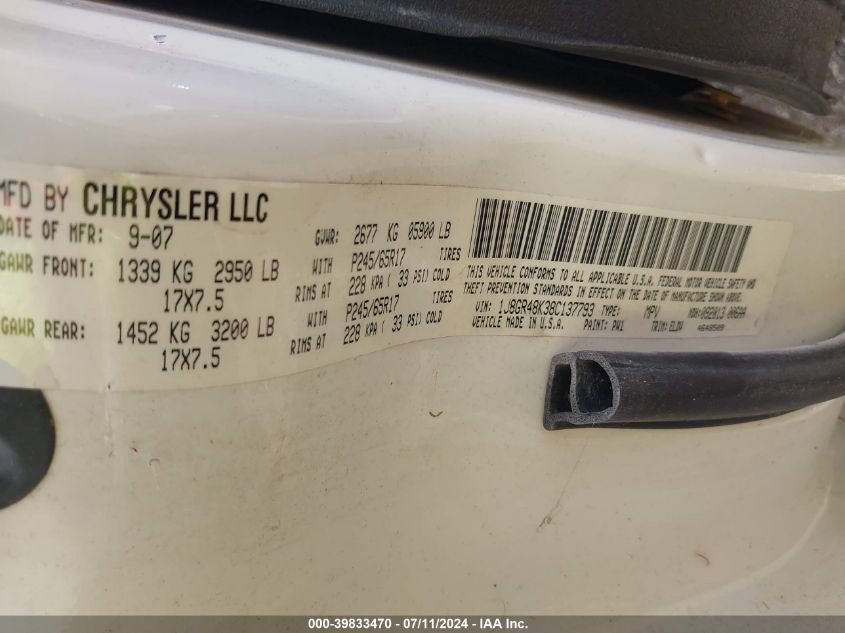 MFD BY CHRYSLER LLC
DATE OF MFR: 9-07 GVWR: 2677 KG 05900 LB
GAWR FRONT: 1339 KG 2950 LB WITH P245/65R17 TIRES
17X7.5 RIMS AT 228 KPA ( 33 PSI) COLD
GAWR REAR: 1452 KG 3200 LB WITH P245/65R17 TIRES
17X7.5 RIMS AT 228 KPA ( 33 PSI) COLD
THIS VEHICLE CONFORMS TO ALL APPLICABLE U.S.A. FEDERAL MOTOR VEHICLE SAFETY AND
THEFT PREVENTION STANDARDS IN EFFECT ON THE DATE OF MANUFACTURE SHOWN ABOVE.
VIN: 1J8GR48K38C137793 TYPE: MPV MDH:
VEHICLE MADE IN U.S.A. PAINT: PW1 TRIM:
000-39833470 - 07/11/2024 - IAA Inc.